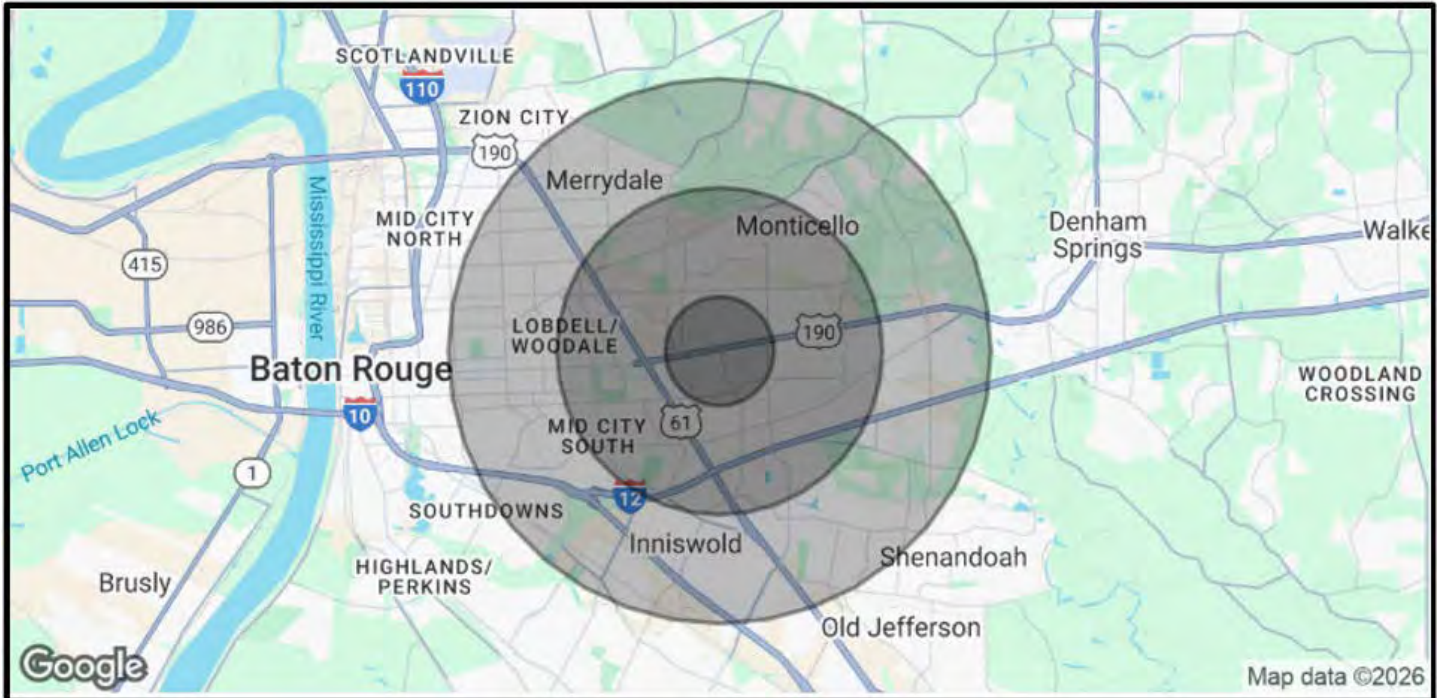 SCOTLANDVILLE
110
ZION CITY
190
Merrydale
Mississippi River
MID CITY
NORTH
Monticello
Denham
Springs
Walke
415
986
LOBDELL/
WOODALE
190
Baton Rouge
10
WOODLAND
CROSSING
61
MID CITY
SOUTH
Port Allen Lock
1
12
SOUTHDOWNS
Inniswold
Shenandoah
Brusly
HIGHLANDS/
PERKINS
Old Jefferson
Google
Map data ©2026